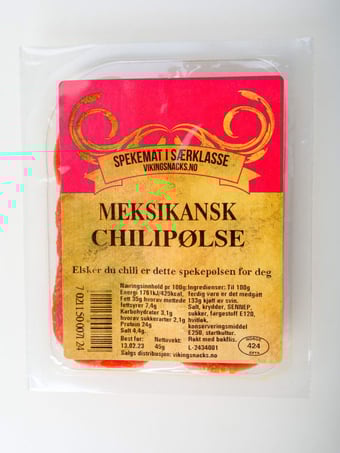 SPEKEMAT I SÆRKLASSE
VIKINGSNACKS.NO
MEKSIKANSK
CHILIPØLSE
Elsker du chili er dette spekepølsen for deg
Næringsinnhold pr 100g:
Energi 1761kJ/425kcal,
Fett 35g hvorav mettede
fettsyrer 7,4g
Karbohydrater 3,1g
hvorav sukkerarter 2,1g
Protein 24g
Salt 4,4g.
Ingredienser: Til 100g
ferdig vare er det medgått
133g kjøtt av svin.
Salt, krydder, SENNEP,
sukker, fargestoff E120,
hvitløk,
konserveringsmiddel
E250, startkultur.
Røkt med bøkflis.
Best før:
13.02.23
Nettovekt:
45g
L-2434001
Salgs distribusjon: vikingsnacks.no
NORGE
424
EFTA